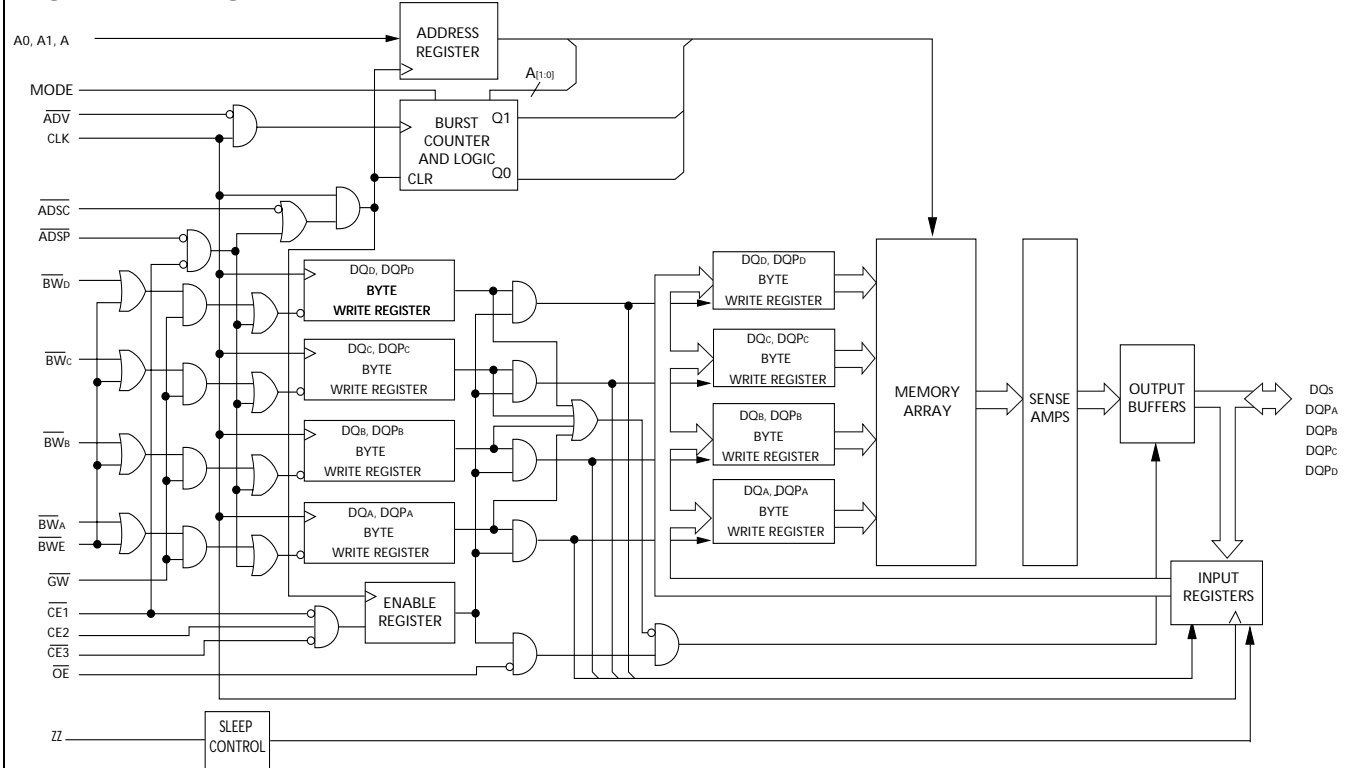 A0, A1, A
ADDRESS
REGISTER
A[1:0]
MODE
ADV
CLK
BURST
COUNTER
AND LOGIC
CLR
Q1
Q0
ADSC
ADSP
BWD
BWC
BWB
BWA
BWE
GW
CE1
CE2
CE3
OE
ZZ
SLEEP
CONTROL
DQD, DQPD
BYTE
WRITE REGISTER
DQC, DQPC
BYTE
WRITE REGISTER
DQB, DQPB
BYTE
WRITE REGISTER
DQA, DQPA
BYTE
WRITE REGISTER
ENABLE
REGISTER
DQD, DQPD
BYTE
WRITE REGISTER
DQC, DQPC
BYTE
WRITE REGISTER
DQB, DQPB
BYTE
WRITE REGISTER
DQA, DQPA
BYTE
WRITE REGISTER
MEMORY
ARRAY
SENSE
AMPS
OUTPUT
BUFFERS
DQS
DQPA
DQPB
DQPC
DQPD
INPUT
REGISTERS